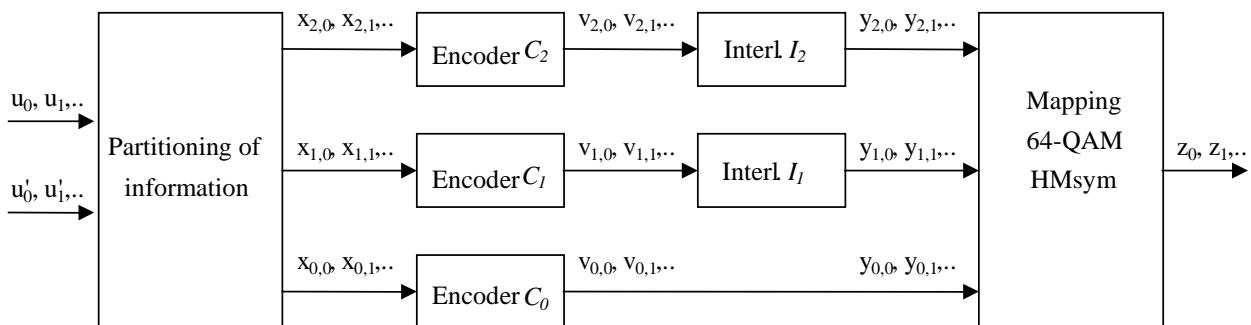 x2,0, x2,1,..
Encoder C2
v2,0, v2,1,..
Interl. I2
y2,0, y2,1,..
u0, u1,..
u'0, u'1,..
Partitioning of
information
x1,0, x1,1,..
Encoder C1
v1,0, v1,1,..
Interl. I1
y1,0, y1,1,..
Mapping
64-QAM
HMsym
z0, z1,..
x0,0, x0,1,..
Encoder C0
v0,0, v0,1,..
y0,0, y0,1,..